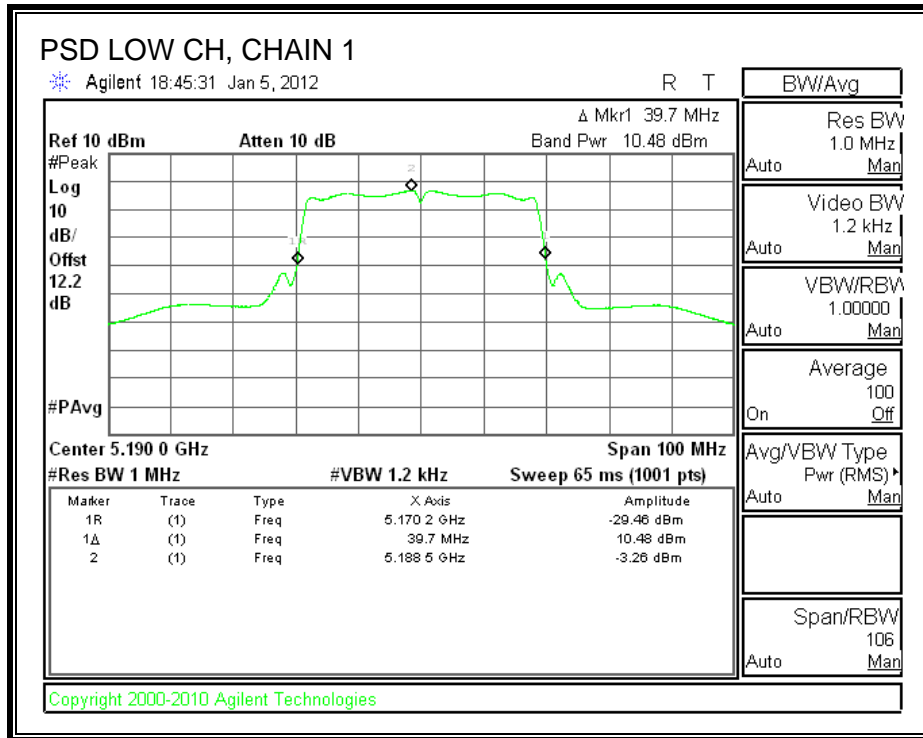 PSD LOW CH, CHAIN 1
Agilent 18:45:31 Jan 5, 2012 R T
Δ Mkr1 39.7 MHz
Ref 10 dBm Atten 10 dB Band Pwr 10.48 dBm
#Peak
Log
10
dB/
Offst
12.2
dB
#PAvg
2
1R
Center 5.190 0 GHz Span 100 MHz
#Res BW 1 MHz #VBW 1.2 kHz Sweep 65 ms (1001 pts)
Marker Trace Type X Axis Amplitude
1R (1) Freq 5.170 2 GHz -29.46 dBm
1Δ (1) Freq 39.7 MHz 10.48 dBm
2 (1) Freq 5.188 5 GHz -3.26 dBm
BW/Avg
Res BW
1.0 MHz
Auto Man
Video BW
1.2 kHz
Auto Man
VBW/RBW
1.00000
Auto Man
Average
100
On Off
Avg/VBW Type
Pwr (RMS)
Auto Man
Span/RBW
106
Auto Man
Copyright 2000-2010 Agilent Technologies